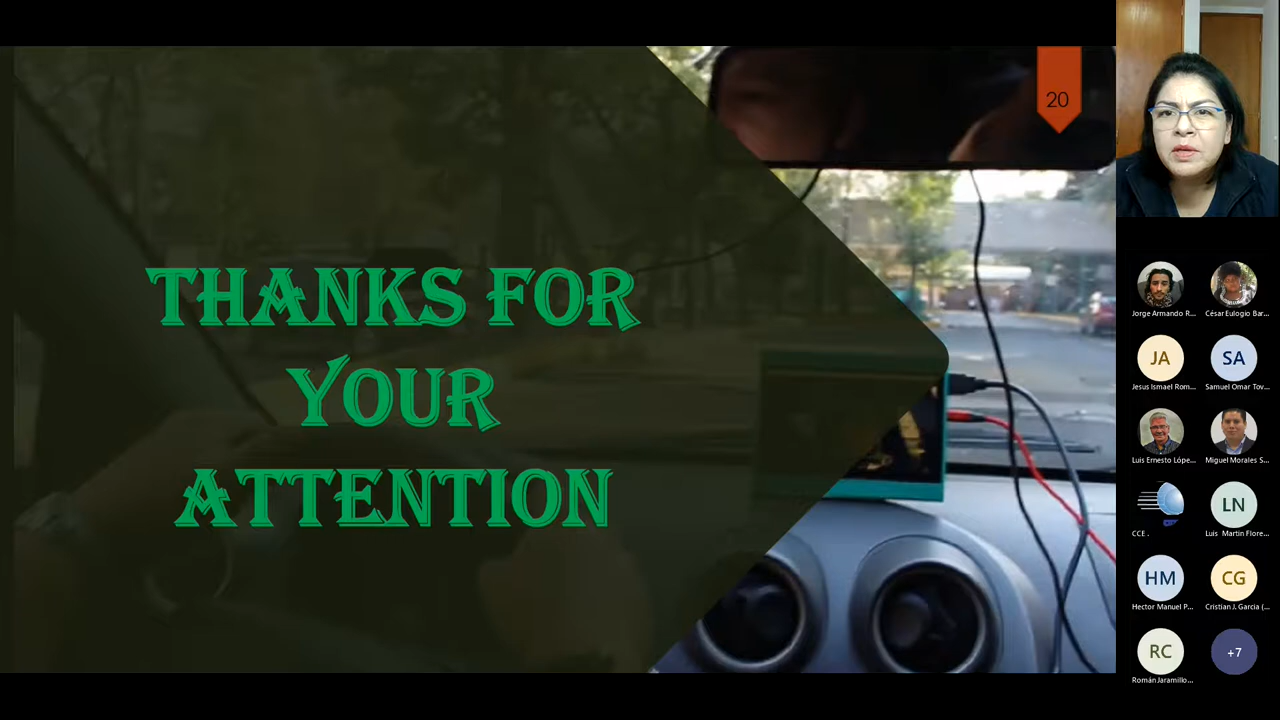 20
THANKS FOR
YOUR
ATTENTION
Jorge Armando R...
César Eulogio Bar...
JA
SA
Jesus Ismael Rom...
Samuel Omar Tov...
Luis Ernesto Lópe...
Miguel Morales S...
LN
CCE .
Luis Martin Flore...
HM
CG
Hector Manuel P...
Cristian J. Garcia (...
RC
+7
Román Jaramillo...